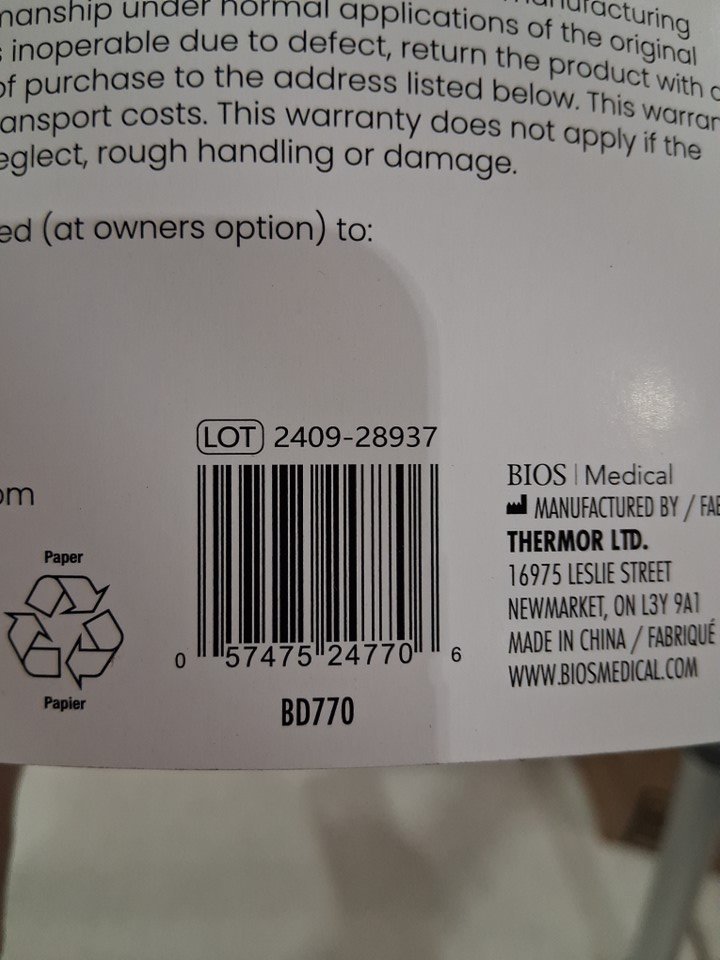 manship under normal applications of the original
inoperable due to defect, return the product with
of purchase to the address listed below. This
transport costs. This warranty does not apply if the
neglect, rough handling or damage.
ed (at owners option) to:
LOT 2409-28937
om
Paper
Papier
0 57475 24770 6
BD770
BIOS | Medical
MANUFACTURED BY / FAB
THERMOR LTD.
16975 LESLIE STREET
NEWMARKET, ON L3Y 9A1
MADE IN CHINA / FABRIQUÉ
WWW.BIOSMEDICAL.COM